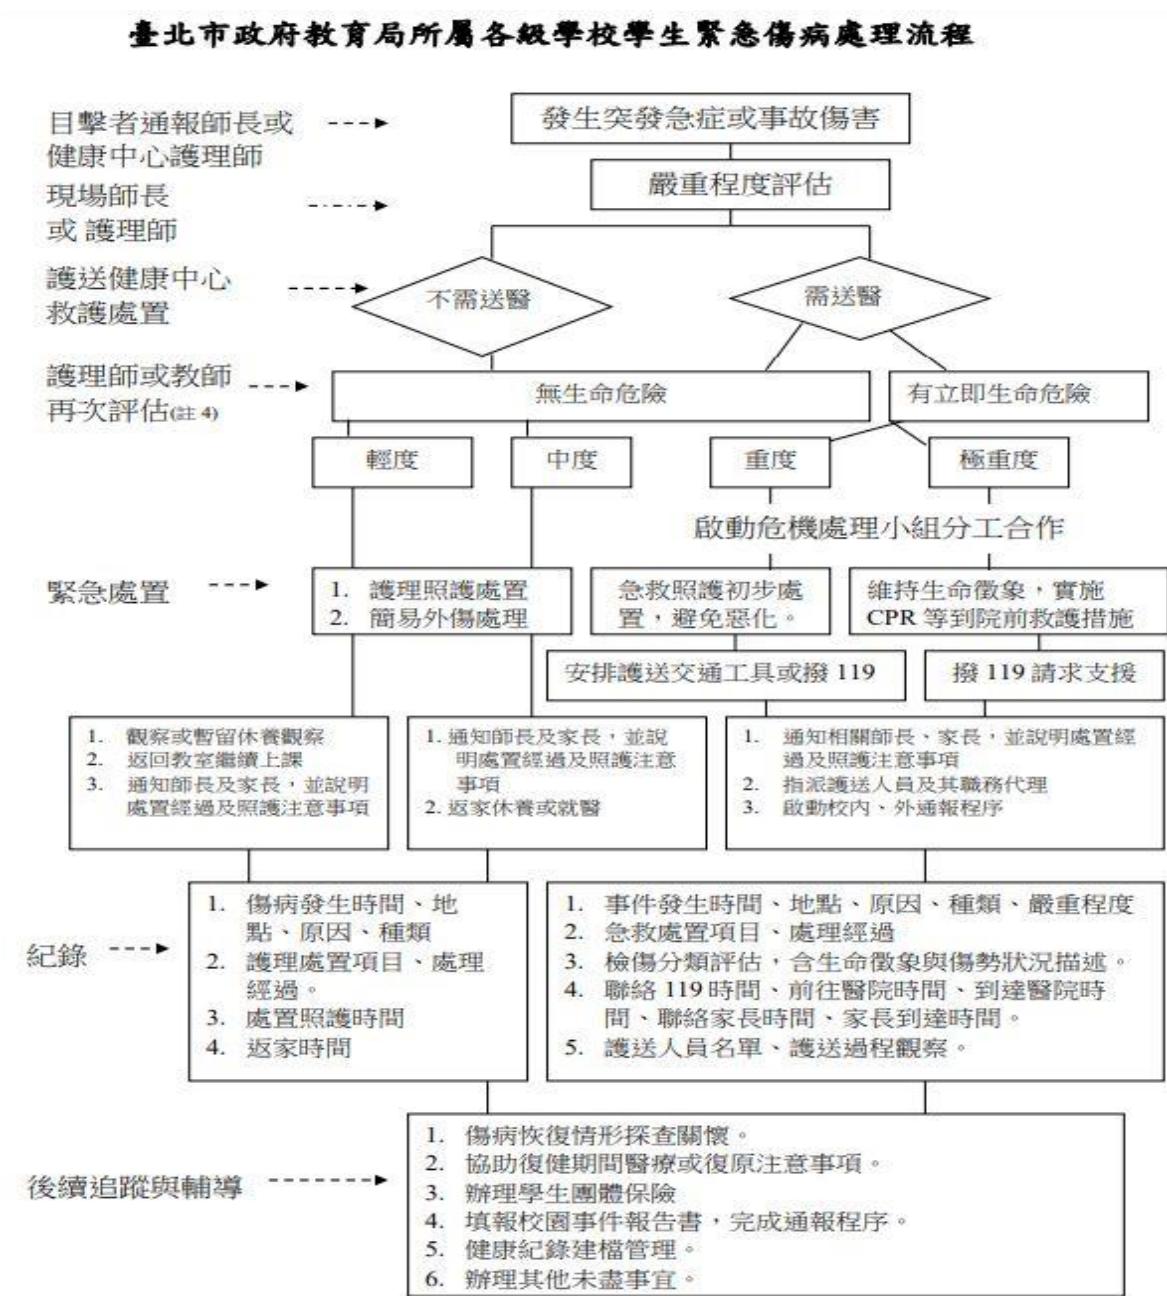 臺北市政府教育局所屬各級學校學生緊急傷病處理流程
目擊者通報師長或
健康中心護理師
發生突發急症或事故傷害
現場師長
或 護理師
嚴重程度評估
護送健康中心
救護處置
不需送醫
需送醫
護理師或教師
再次評估(註 4)
無生命危險
有立即生命危險
輕度
中度
重度
極重度
啟動危機處理小組分工合作
緊急處置
1. 護理照護處置
2. 簡易外傷處理
急救照護初步處
置，避免惡化。
維持生命徵象，實施
CPR 等到院前救護措施
安排護送交通工具或撥 119
撥 119 請求支援
1. 觀察或暫留休養觀察
2. 返回教室繼續上課
3. 通知師長及家長，並說明
處置經過及照護注意事項
1. 通知師長及家長，並說
明處置經過及照護注意
事項
2. 返家休養或就醫
1. 通知相關師長、家長，並說明處置經
過及照護注意事項
2. 指派護送人員及其職務代理
3. 啟動校內、外通報程序
紀錄
1. 傷病發生時間、地
點、原因、種類
2. 護理處置項目、處理
經過。
3. 處置照護時間
4. 返家時間
1. 事件發生時間、地點、原因、種類、嚴重程度
2. 急救處置項目、處理經過
3. 檢傷分類評估，含生命徵象與傷勢狀況描述。
4. 聯絡 119 時間、前往醫院時間、到達醫院時
間、聯絡家長時間、家長到達時間。
5. 護送人員名單、護送過程觀察。
後續追蹤與輔導
1. 傷病恢復情形探查關懷。
2. 協助復健期間醫療或復原注意事項。
3. 辦理學生團體保險
4. 填報校園事件報告書，完成通報程序。
5. 健康紀錄建檔管理。
6. 辦理其他未盡事宜。